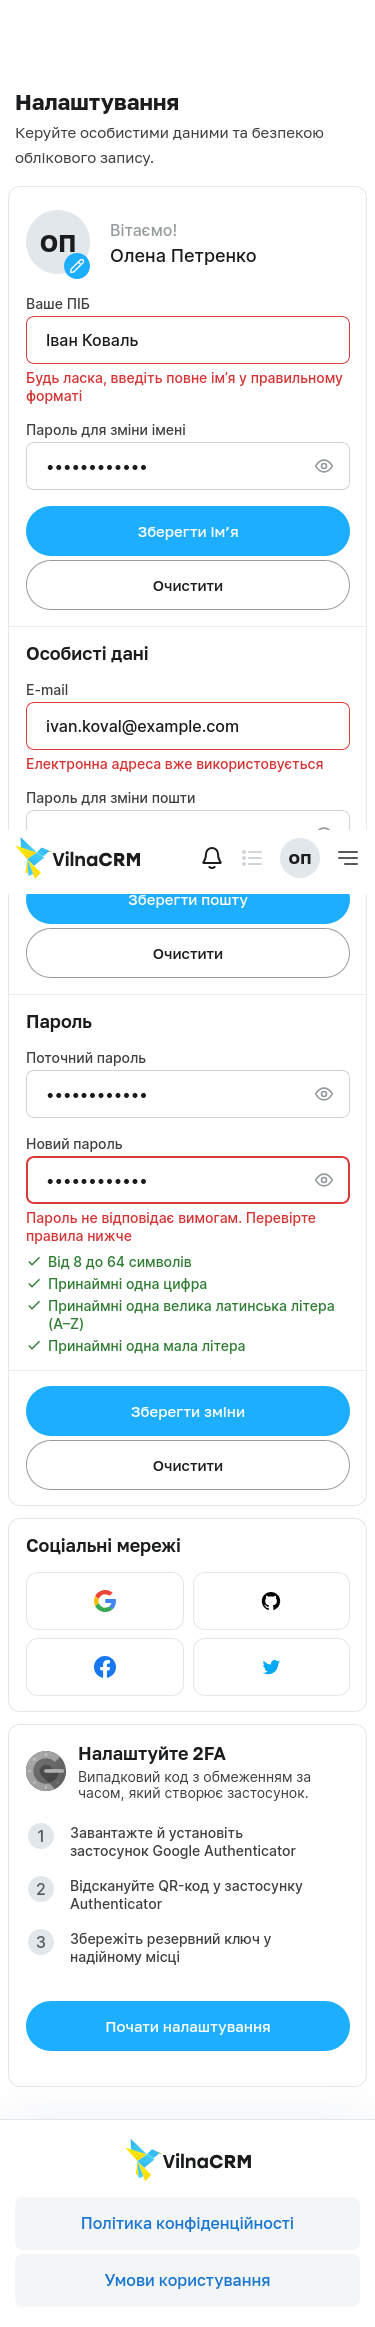 Налаштування
Керуйте особистими даними та безпекою
облікового запису.
ОП
Вітаємо!
Олена Петренко
Ваше ПІБ
Іван Коваль
Будь ласка, введіть повне ім’я у правильному
форматі
Пароль для зміни імені
••••••••••••
Зберегти ім’я
Очистити
Особисті дані
E-mail
ivan.koval@example.com
Електронна адреса вже використовується
Пароль для зміни пошти
VilnaCRM
ОП
Зберегти пошту
Очистити
Пароль
Поточний пароль
••••••••••••
Новий пароль
••••••••••••
Пароль не відповідає вимогам. Перевірте
правила нижче
Від 8 до 64 символів
Принаймні одна цифра
Принаймні одна велика латинська літера
(A–Z)
Принаймні одна мала літера
Зберегти зміни
Очистити
Соціальні мережі
Налаштуйте 2FA
Випадковий код з обмеженням за
часом, який створює застосунок.
1
Завантажте й установіть
застосунок Google Authenticator
2
Відскануйте QR-код у застосунку
Authenticator
3
Збережіть резервний ключ у
надійному місці
Почати налаштування
VilnaCRM
Політика конфіденційності
Умови користування